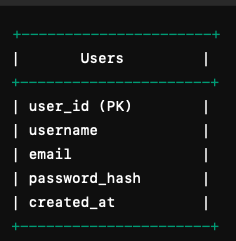 +----------------------+
|       Users         |
+----------------------+
| user_id (PK)        |
| username            |
| email               |
| password_hash       |
| created_at          |
+----------------------+